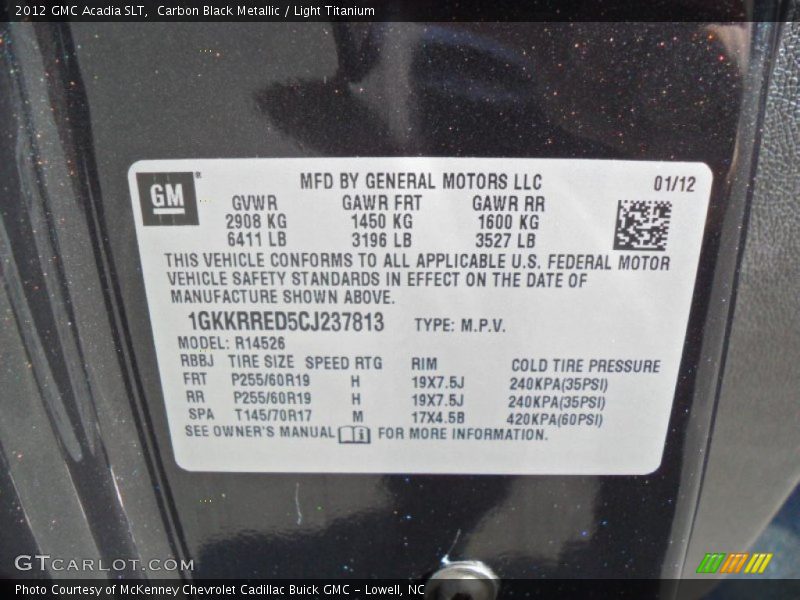 2012 GMC Acadia SLT,  Carbon Black Metallic / Light Titanium
GM ®
MFD BY GENERAL MOTORS LLC 01/12
GVWR GAWR FRT GAWR RR
2908 KG 1450 KG 1600 KG
6411 LB 3196 LB 3527 LB
THIS VEHICLE CONFORMS TO ALL APPLICABLE U.S. FEDERAL MOTOR
VEHICLE SAFETY STANDARDS IN EFFECT ON THE DATE OF
MANUFACTURE SHOWN ABOVE.
1GKKRRED5CJ237813 TYPE: M.P.V.
MODEL: R14526
RBBJ TIRE SIZE SPEED RTG RIM COLD TIRE PRESSURE
FRT P255/60R19 H 19X7.5J 240KPA(35PSI)
RR P255/60R19 H 19X7.5J 240KPA(35PSI)
SPA T145/70R17 M 17X4.5B 420KPA(60PSI)
SEE OWNER'S MANUAL FOR MORE INFORMATION.
GTCARLOT.COM
Photo Courtesy of McKenney Chevrolet Cadillac Buick GMC - Lowell, NC